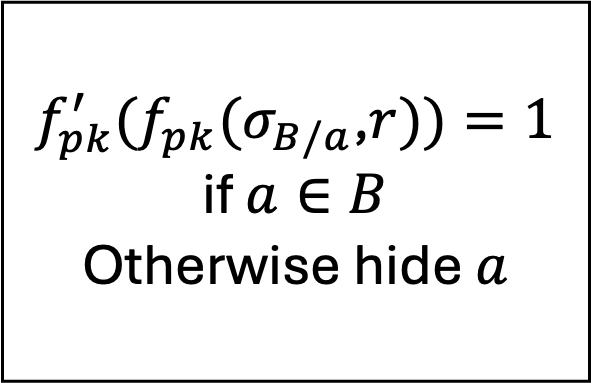 f′pk(fpk(σB/a,r)) = 1
if a ∈ B
Otherwise hide a